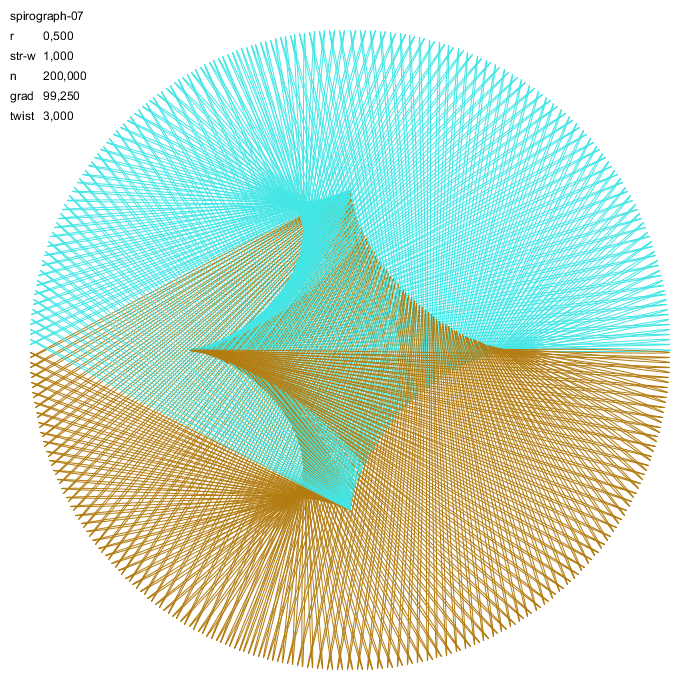 spirograph-07
r 0,500
str-w 1,000
n 200,000
grad 99,250
twist 3,000